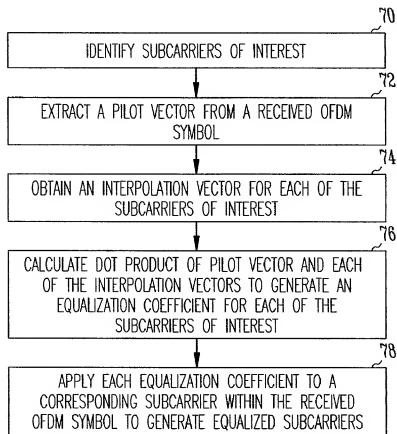 70
IDENTIFY SUBCARRIERS OF INTEREST
72
EXTRACT A PILOT VECTOR FROM A RECEIVED OFDM
SYMBOL
74
OBTAIN AN INTERPOLATION VECTOR FOR EACH OF THE
SUBCARRIERS OF INTEREST
76
CALCULATE DOT PRODUCT OF PILOT VECTOR AND EACH
OF THE INTERPOLATION VECTORS TO GENERATE AN
EQUALIZATION COEFFICIENT FOR EACH OF THE
SUBCARRIERS OF INTEREST
78
APPLY EACH EQUALIZATION COEFFICIENT TO A
CORRESPONDING SUBCARRIER WITHIN THE RECEIVED
OFDM SYMBOL TO GENERATE EQUALIZED SUBCARRIERS